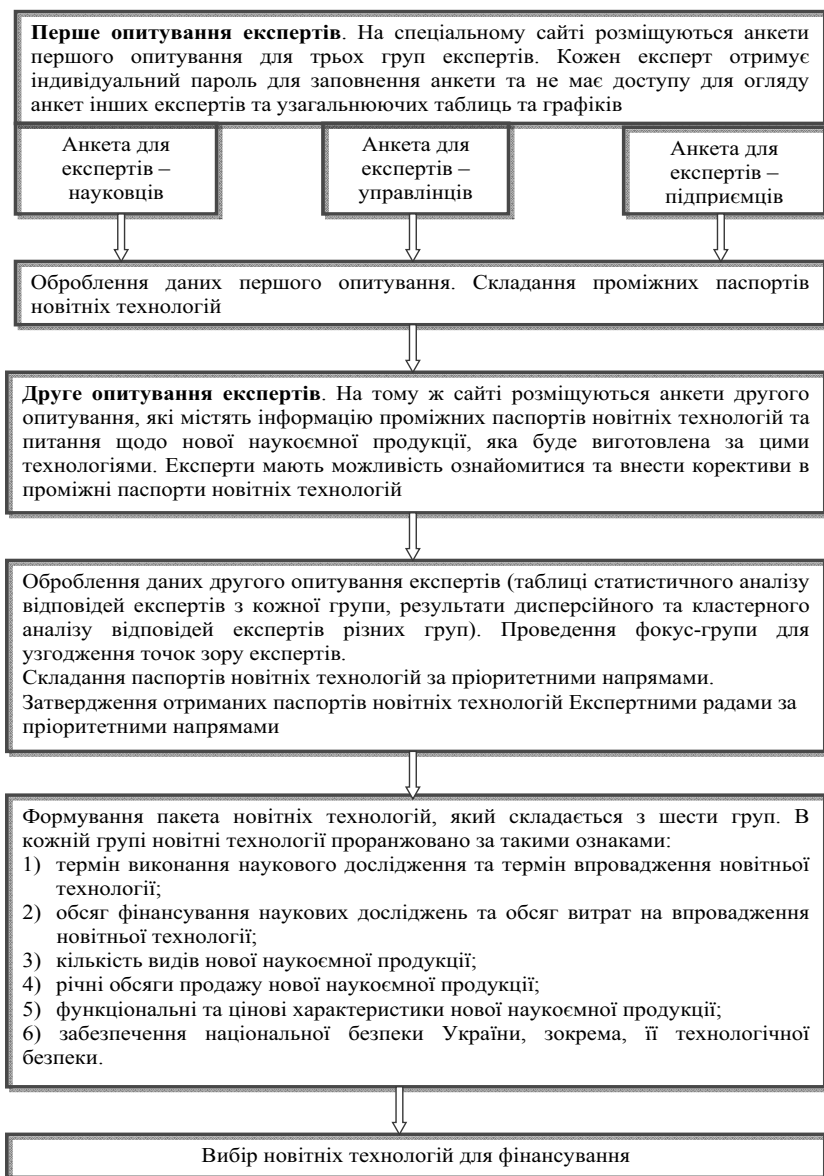 Перше опитування експертів. На спеціальному сайті розміщуються анкети
першого опитування для трьох груп експертів. Кожен експерт отримує
індивідуальний пароль для заповнення анкети та не має доступу для огляду
анкет інших експертів та узагальнюючих таблиць та графіків
Анкета для
експертів –
науковців
Анкета для
експертів –
управлінців
Анкета для
експертів –
підприємців
Оброблення даних першого опитування. Складання проміжних паспортів
новітніх технологій
Друге опитування експертів. На тому ж сайті розміщуються анкети другого
опитування, які містять інформацію проміжних паспортів новітніх технологій та
питання щодо нової наукоємної продукції, яка буде виготовлена за цими
технологіями. Експерти мають можливість ознайомитися та внести корективи в
проміжні паспорти новітніх технологій
Оброблення даних другого опитування експертів (таблиці статистичного аналізу
відповідей експертів з кожної групи, результати дисперсійного та кластерного
аналізу відповідей експертів різних груп). Проведення фокус-групи для
узгодження точок зору експертів.
Складання паспортів новітніх технологій за пріоритетними напрямами.
Затвердження отриманих паспортів новітніх технологій Експертними радами за
пріоритетними напрямами
Формування пакета новітніх технологій, який складається з шести груп. В
кожній групі новітні технології проранжовано за такими ознаками:
1) термін виконання наукового дослідження та термін впровадження новітньої
технології;
2) обсяг фінансування наукових досліджень та обсяг витрат на впровадження
новітньої технології;
3) кількість видів нової наукоємної продукції;
4) річні обсяги продажу нової наукоємної продукції;
5) функціональні та цінові характеристики нової наукоємної продукції;
6) забезпечення національної безпеки України, зокрема, її технологічної
безпеки.
Вибір новітніх технологій для фінансування